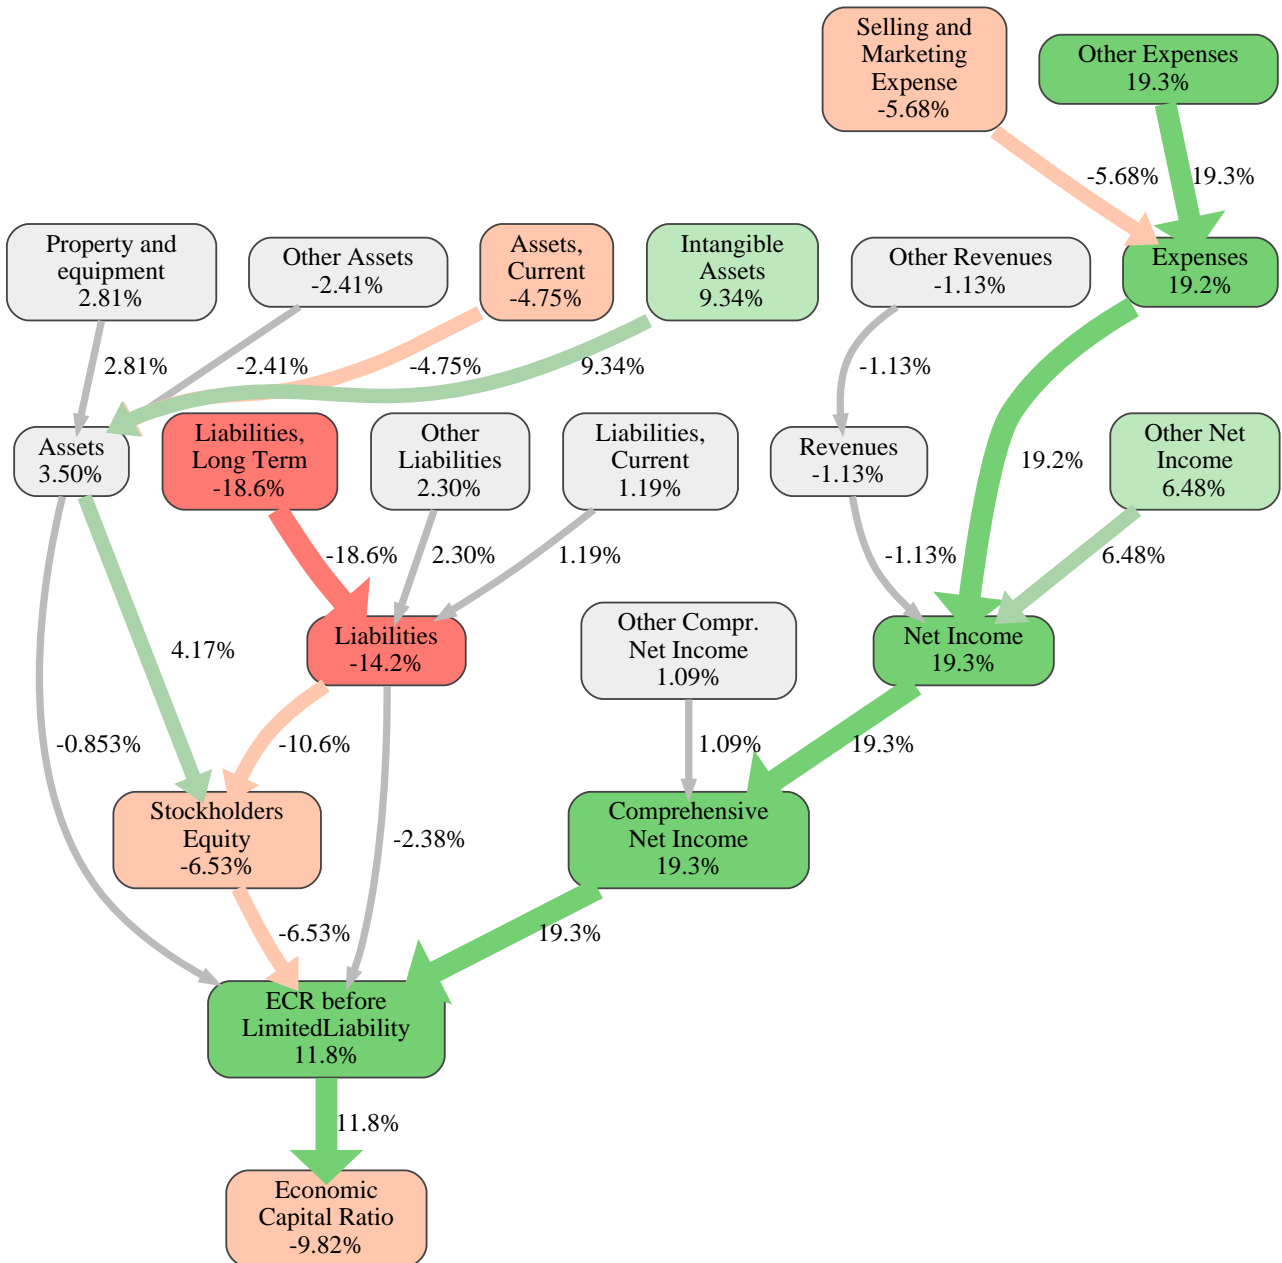 Selling and
Marketing
Expense
-5.68%
Other Expenses
19.3%
-5.68%
19.3%
Property and
equipment
2.81%
Other Assets
-2.41%
Assets,
Current
-4.75%
Intangible
Assets
9.34%
Other Revenues
-1.13%
Expenses
19.2%
2.81%
-2.41%
-4.75%
9.34%
-1.13%
Assets
3.50%
Liabilities,
Long Term
-18.6%
Other
Liabilities
2.30%
Liabilities,
Current
1.19%
Revenues
-1.13%
19.2%
Other Net
Income
6.48%
-18.6%
2.30%
1.19%
-1.13%
6.48%
4.17%
Liabilities
-14.2%
Other Compr.
Net Income
1.09%
Net Income
19.3%
-0.853%
-10.6%
1.09%
19.3%
Stockholders
Equity
-6.53%
-2.38%
Comprehensive
Net Income
19.3%
-6.53%
19.3%
ECR before
LimitedLiability
11.8%
11.8%
Economic
Capital Ratio
-9.82%